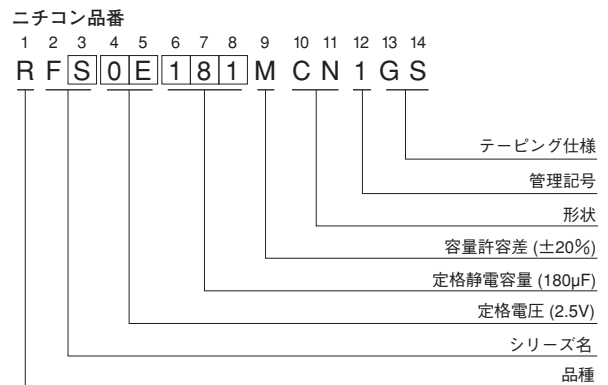 ニチコン品番
1 2 3 4 5 6 7 8 9 10 11 12 13 14
R F S 0 E 1 8 1 M C N 1 G S
テーピング仕様
管理記号
形状
容量許容差 (±20%)
定格静電容量 (180µF)
定格電圧 (2.5V)
シリーズ名
品種